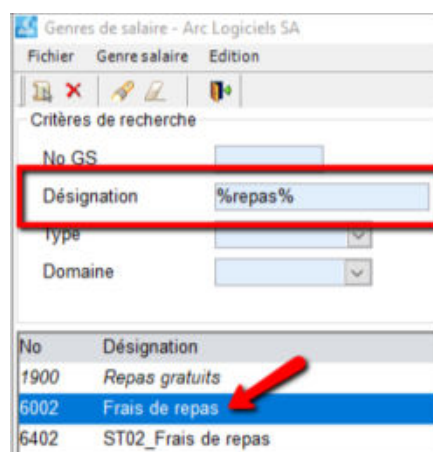 Genres de salaire - Arc Logiciels SA
Fichier Genre salaire Edition
Critères de recherche
No GS
Désignation %repas%
Type
Domaine
No Désignation
1900 Repas gratuits
6002 Frais de repas
6402 ST02_Frais de repas